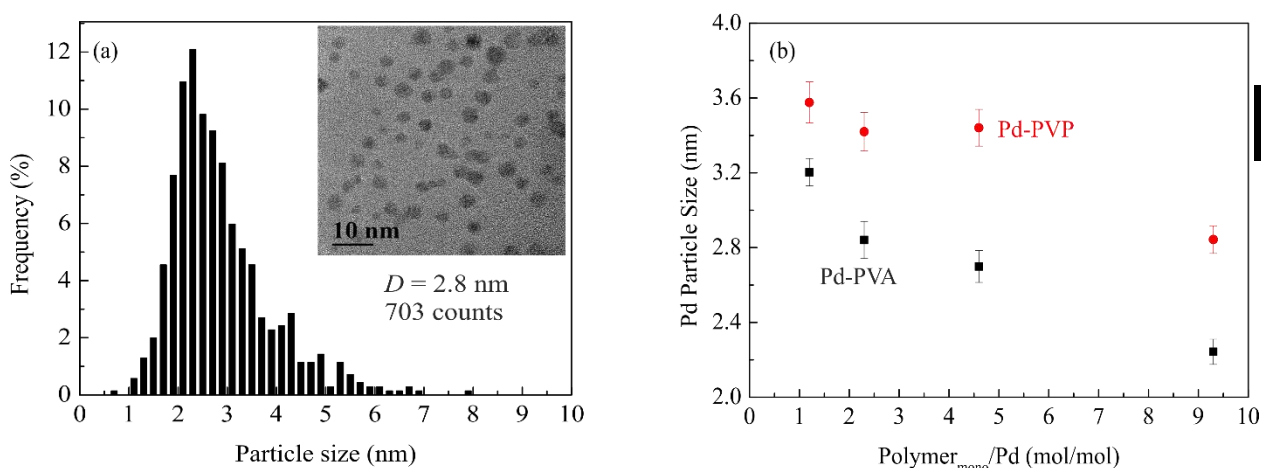 (a)
12
10
8
6
4
2
0
Frequency (%)
0 1 2 3 4 5 6 7 8 9 10
Particle size (nm)
10 nm
D = 2.8 nm
703 counts
(b)
4.0
3.6
3.2
2.8
2.4
2.0
Pd Particle Size (nm)
Pd-PVP
Pd-PVA
0 1 2 3 4 5 6 7 8 9 10
Polymermono/Pd (mol/mol)